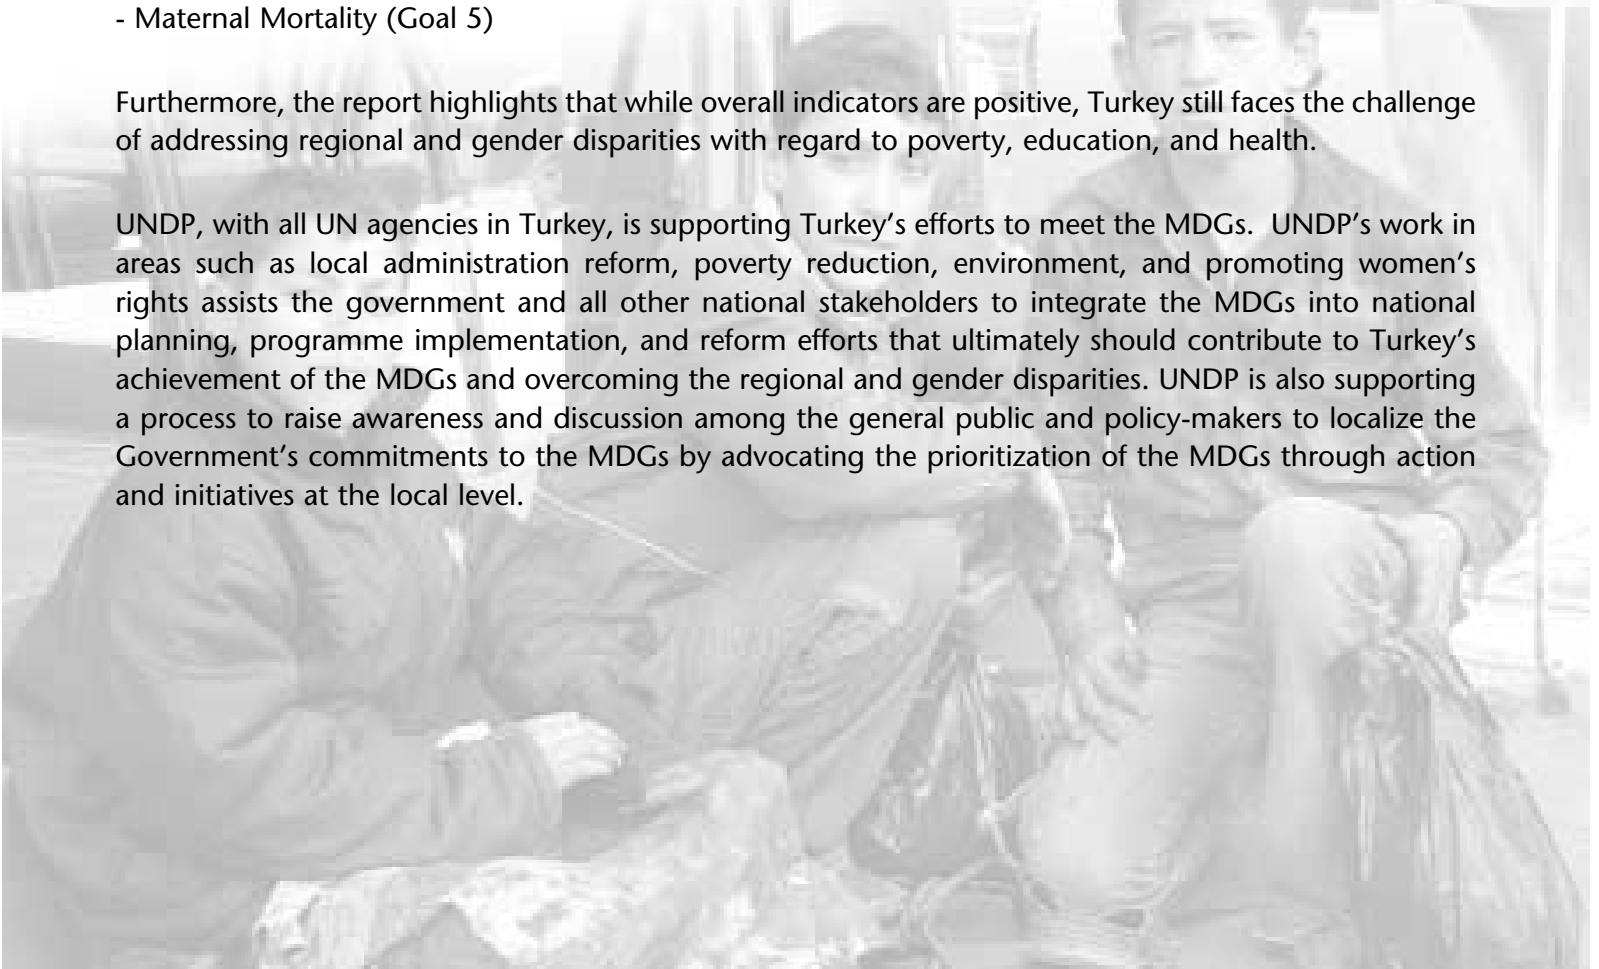 - Maternal Mortality (Goal 5)
Furthermore, the report highlights that while overall indicators are positive, Turkey still faces the challenge
of addressing regional and gender disparities with regard to poverty, education, and health.
UNDP, with all UN agencies in Turkey, is supporting Turkey’s efforts to meet the MDGs.  UNDP’s work in
areas such as local administration reform, poverty reduction, environment, and promoting women’s
rights assists the government and all other national stakeholders to integrate the MDGs into national
planning, programme implementation, and reform efforts that ultimately should contribute to Turkey’s
achievement of the MDGs and overcoming the regional and gender disparities. UNDP is also supporting
a process to raise awareness and discussion among the general public and policy-makers to localize the
Government’s commitments to the MDGs by advocating the prioritization of the MDGs through action
and initiatives at the local level.